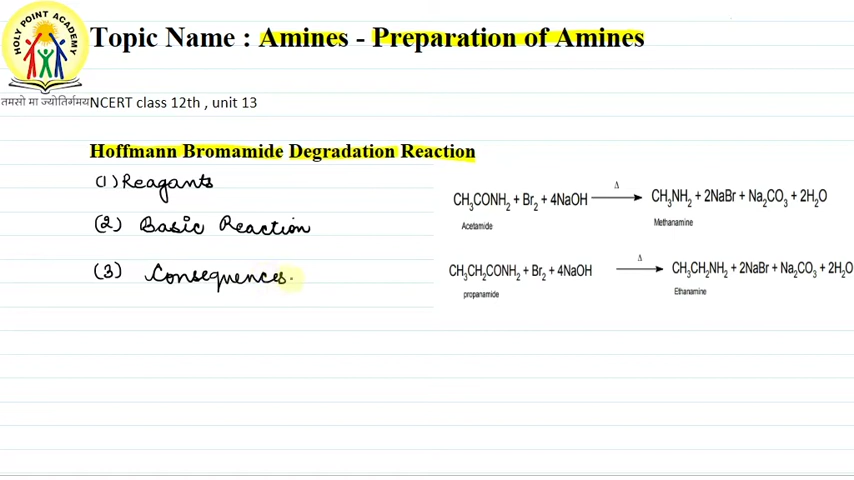 HOLY POINT ACADEMY
Topic Name : Amines - Preparation of Amines
तमसो मा ज्योतिर्गमय
NCERT class 12th , unit 13
Hoffmann Bromamide Degradation Reaction
(1) Reagants
(2) Basic Reaction
(3) Consequences.
CH₃CONH₂ + Br₂ + 4NaOH Δ ⟶ CH₃NH₂ + 2NaBr + Na₂CO₃ + 2H₂O
Acetamide Methanamine
CH₃CH₂CONH₂ + Br₂ + 4NaOH Δ ⟶ CH₃CH₂NH₂ + 2NaBr + Na₂CO₃ + 2H₂O
propanamide Ethanamine